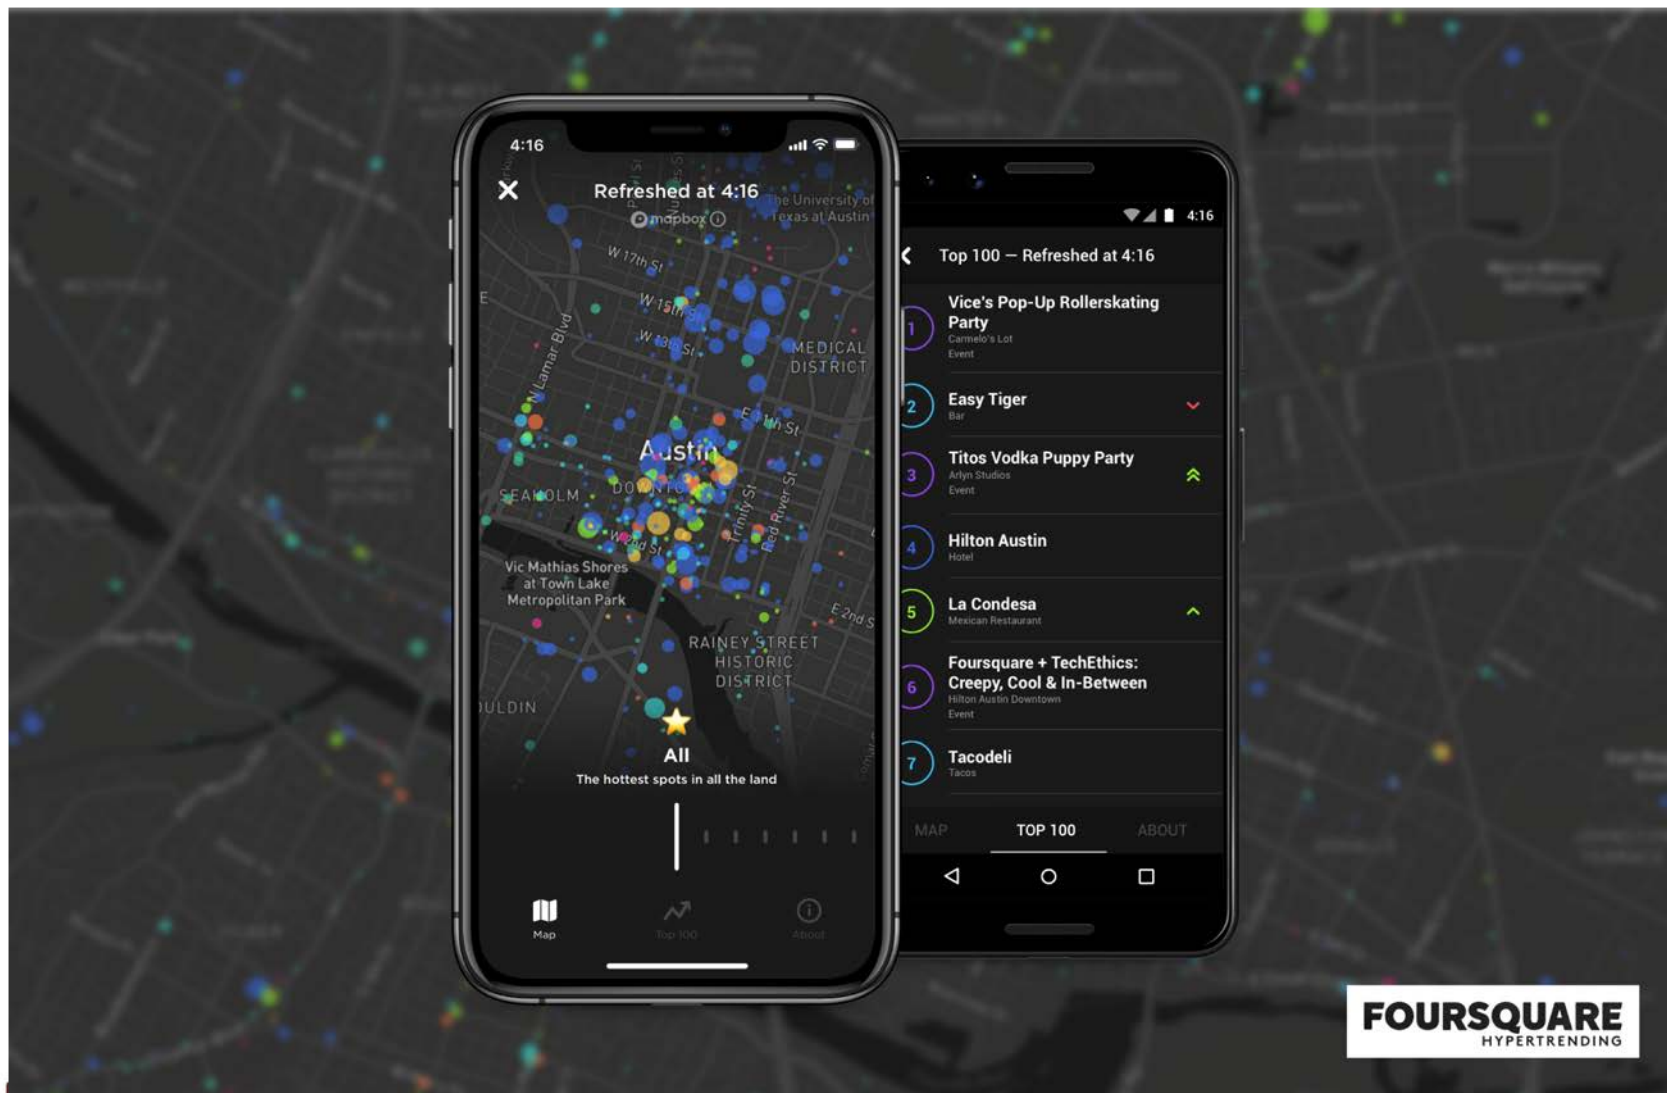 4:16
Refreshed at 4:16
mapbox
The University of
Texas at Austin
W 17th St
W 15th St
W 13th St
N Lamar Blvd
MEDICAL
DISTRICT
E 11th St
Austin
SEAHOLM
Trinity St
Red River St
W 2nd St
Vic Mathias Shores
at Town Lake
Metropolitan Park
E 2nd S
RAINEY STREET
HISTORIC
DISTRICT
OULDIN
All
The hottest spots in all the land
Map
Top 100
About
4:16
Top 100 — Refreshed at 4:16
1
Vice's Pop-Up Rollerskating
Party
Carmelo's Lot
Event
2
Easy Tiger
Bar
3
Titos Vodka Puppy Party
Arlyn Studios
Event
4
Hilton Austin
Hotel
5
La Condesa
Mexican Restaurant
6
Foursquare + TechEthics:
Creepy, Cool & In-Between
Hilton Austin Downtown
Event
7
Tacodeli
Tacos
MAP
TOP 100
ABOUT
FOURSQUARE
HYPERTRENDING